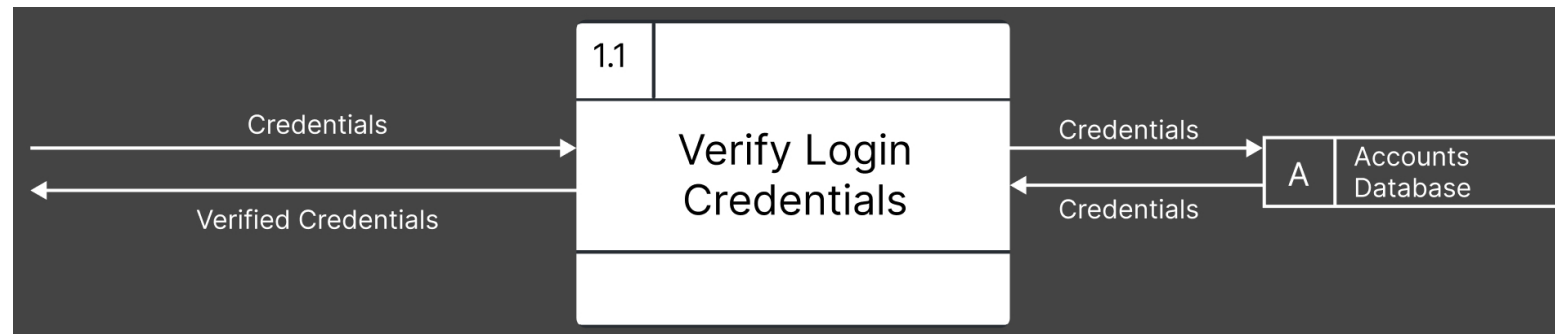 1.1
Credentials
Verify Login
Credentials
Verified Credentials
Credentials
Credentials
A
Accounts
Database